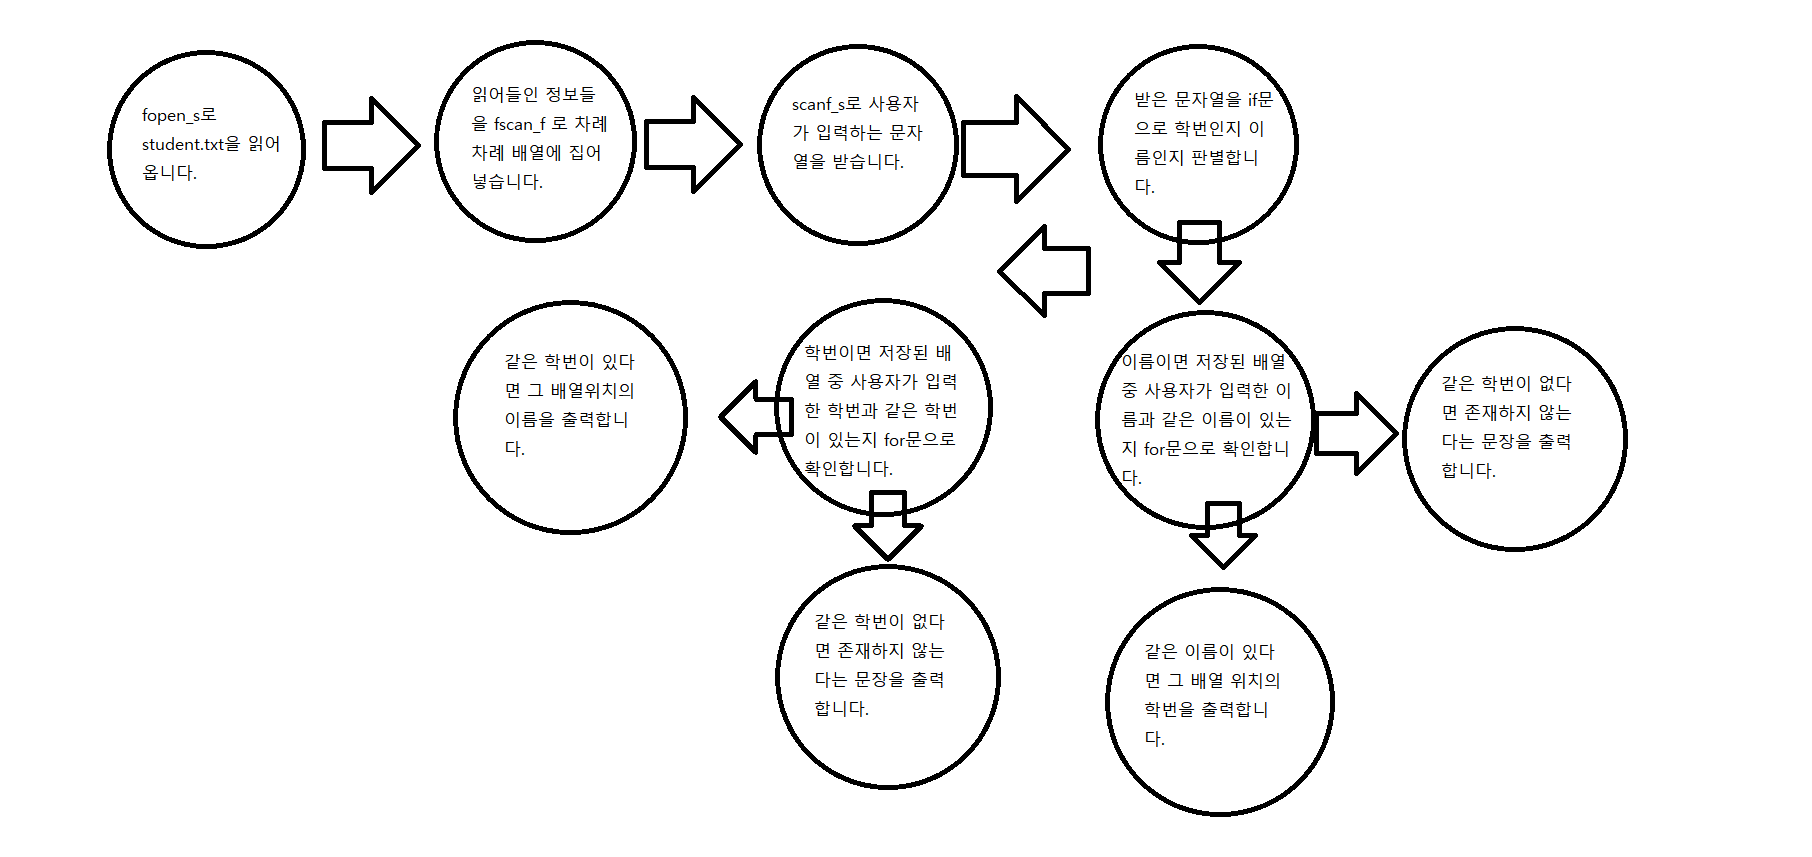 fopen_s로
student.txt을 읽어
옵니다.
읽어들인 정보들
을 fscan_f 로 차례
차례 배열에 집어
넣습니다.
scanf_s로 사용자
가 입력하는 문자
열을 받습니다.
받은 문자열을 if문
으로 학번인지 이
름인지 판별합니
다.
같은 학번이 있다
면 그 배열위치의
이름을 출력합니
다.
학번이면 저장된 배
열 중 사용자가 입력
한 학번과 같은 학번
이 있는지 for문으로
확인합니다.
이름이면 저장된 배열
중 사용자가 입력한 이
름과 같은 이름이 있는
지 for문으로 확인합니
다.
같은 학번이 없다
면 존재하지 않는
다는 문장을 출력
합니다.
같은 학번이 없다
면 존재하지 않는
다는 문장을 출력
합니다.
같은 이름이 있다
면 그 배열 위치의
학번을 출력합니
다.